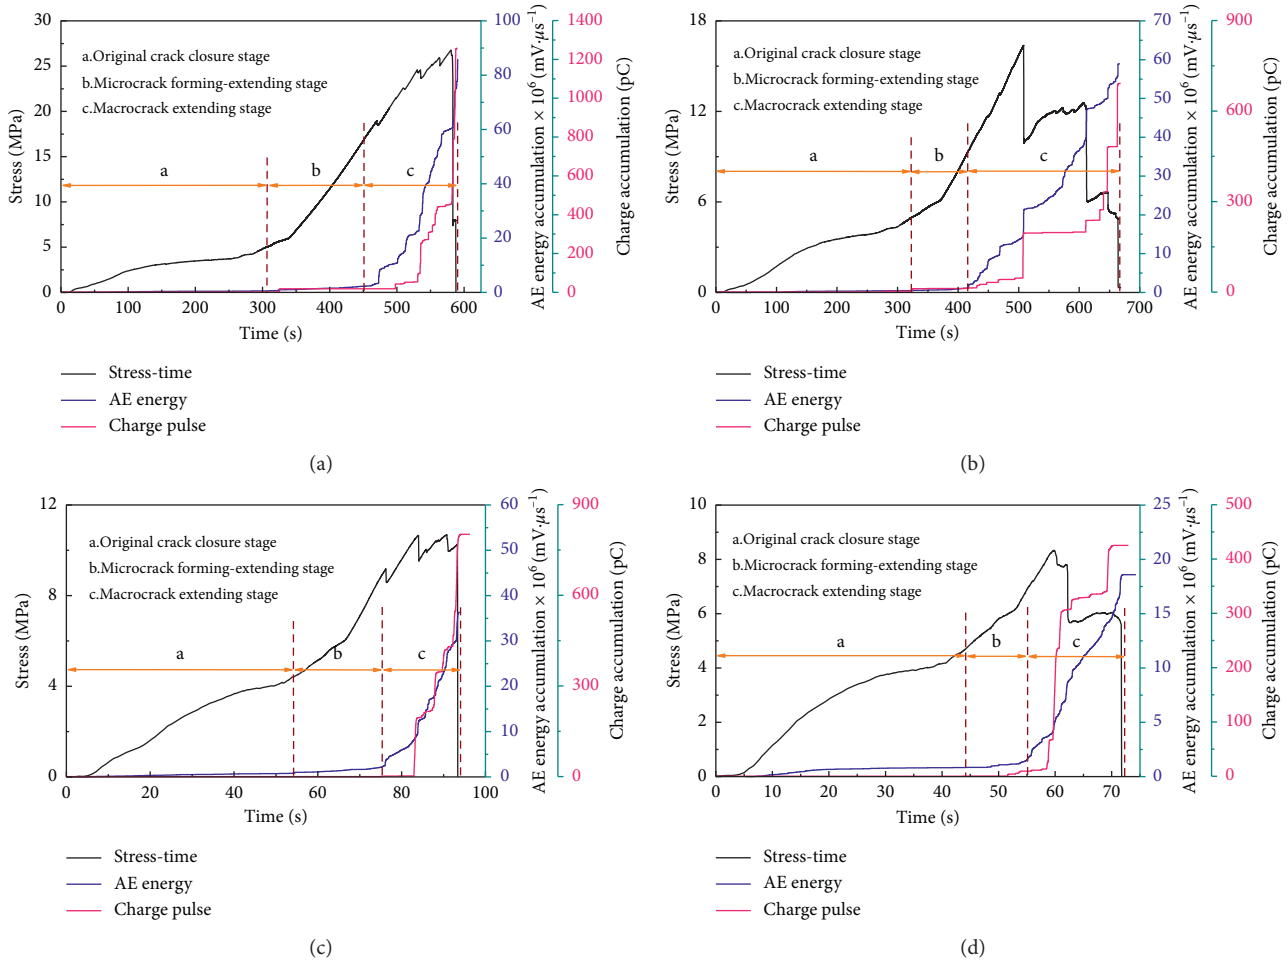 30
25
20
15
10
5
0
Stress (MPa)
a.Original crack closure stage
b.Microcrack forming-extending stage
c.Macrocrack extending stage
a
b
c
0
100
200
300
400
500
600
Time (s)
100
80
60
40
20
0
AE energy accumulation × 10⁶ (mV·μs⁻¹)
1400
1200
1000
800
600
400
200
0
Charge accumulation (pC)
Stress-time
AE energy
Charge pulse
(a)
18
12
6
0
Stress (MPa)
a.Original crack closure stage
b.Microcrack forming-extending stage
c.Macrocrack extending stage
a
b
c
0
100
200
300
400
500
600
700
Time (s)
70
60
50
40
30
20
10
0
AE energy accumulation × 10⁶ (mV·μs⁻¹)
900
600
300
0
Charge accumulation (pC)
Stress-time
AE energy
Charge pulse
(b)
12
8
4
0
Stress (MPa)
a.Original crack closure stage
b.Microcrack forming-extending stage
c.Macrocrack extending stage
a
b
c
0
20
40
60
80
100
Time (s)
60
50
40
30
20
10
0
AE energy accumulation × 10⁶ (mV·μs⁻¹)
900
600
300
0
Charge accumulation (pC)
Stress-time
AE energy
Charge pulse
(c)
10
8
6
4
2
0
Stress (MPa)
a.Original crack closure stage
b.Microcrack forming-extending stage
c.Macrocrack extending stage
a
b
c
0
10
20
30
40
50
60
70
Time (s)
25
20
15
10
5
0
AE energy accumulation × 10⁶ (mV·μs⁻¹)
500
400
300
200
100
0
Charge accumulation (pC)
Stress-time
AE energy
Charge pulse
(d)